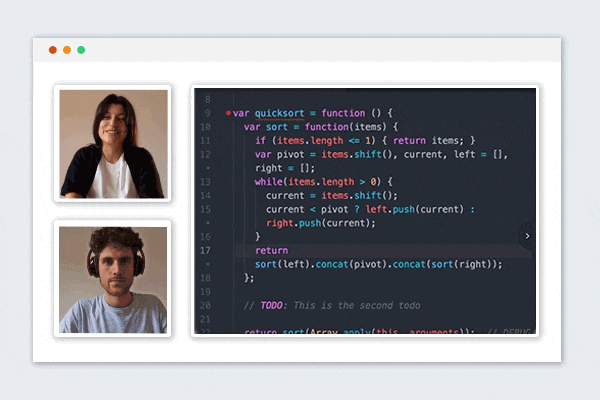 8
9 var quicksort = function () {
10 var sort = function(items) {
11 if (items.length <= 1) { return items; }
12 var pivot = items.shift(), current, left = [],
right = [];
13 while(items.length > 0) {
14 current = items.shift();
15 current < pivot ? left.push(current) :
right.push(current);
16 }
17 return
sort(left).concat(pivot).concat(sort(right));
18 };
19
20 // TODO: This is the second todo
21
22 return sort(Array.apply(this, arguments)); // DEBUG